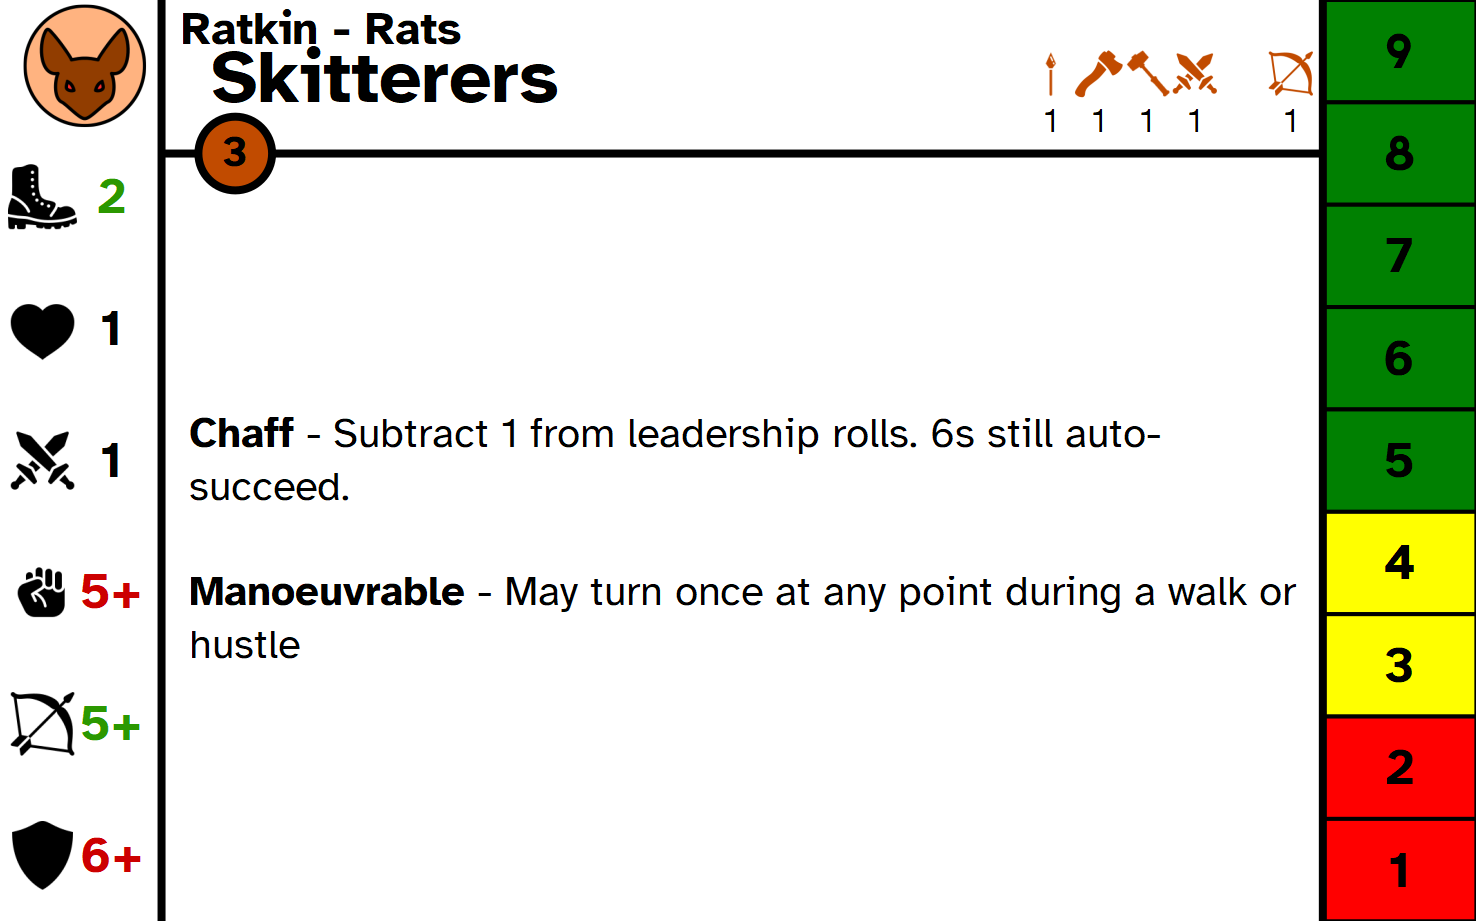 Ratkin - Rats
Skitterers
1 1 1 1 1
3
2
1
1
5+
5+
6+
Chaff - Subtract 1 from leadership rolls. 6s still auto-
succeed.
Manoeuvrable - May turn once at any point during a walk or
hustle
9
8
7
6
5
4
3
2
1